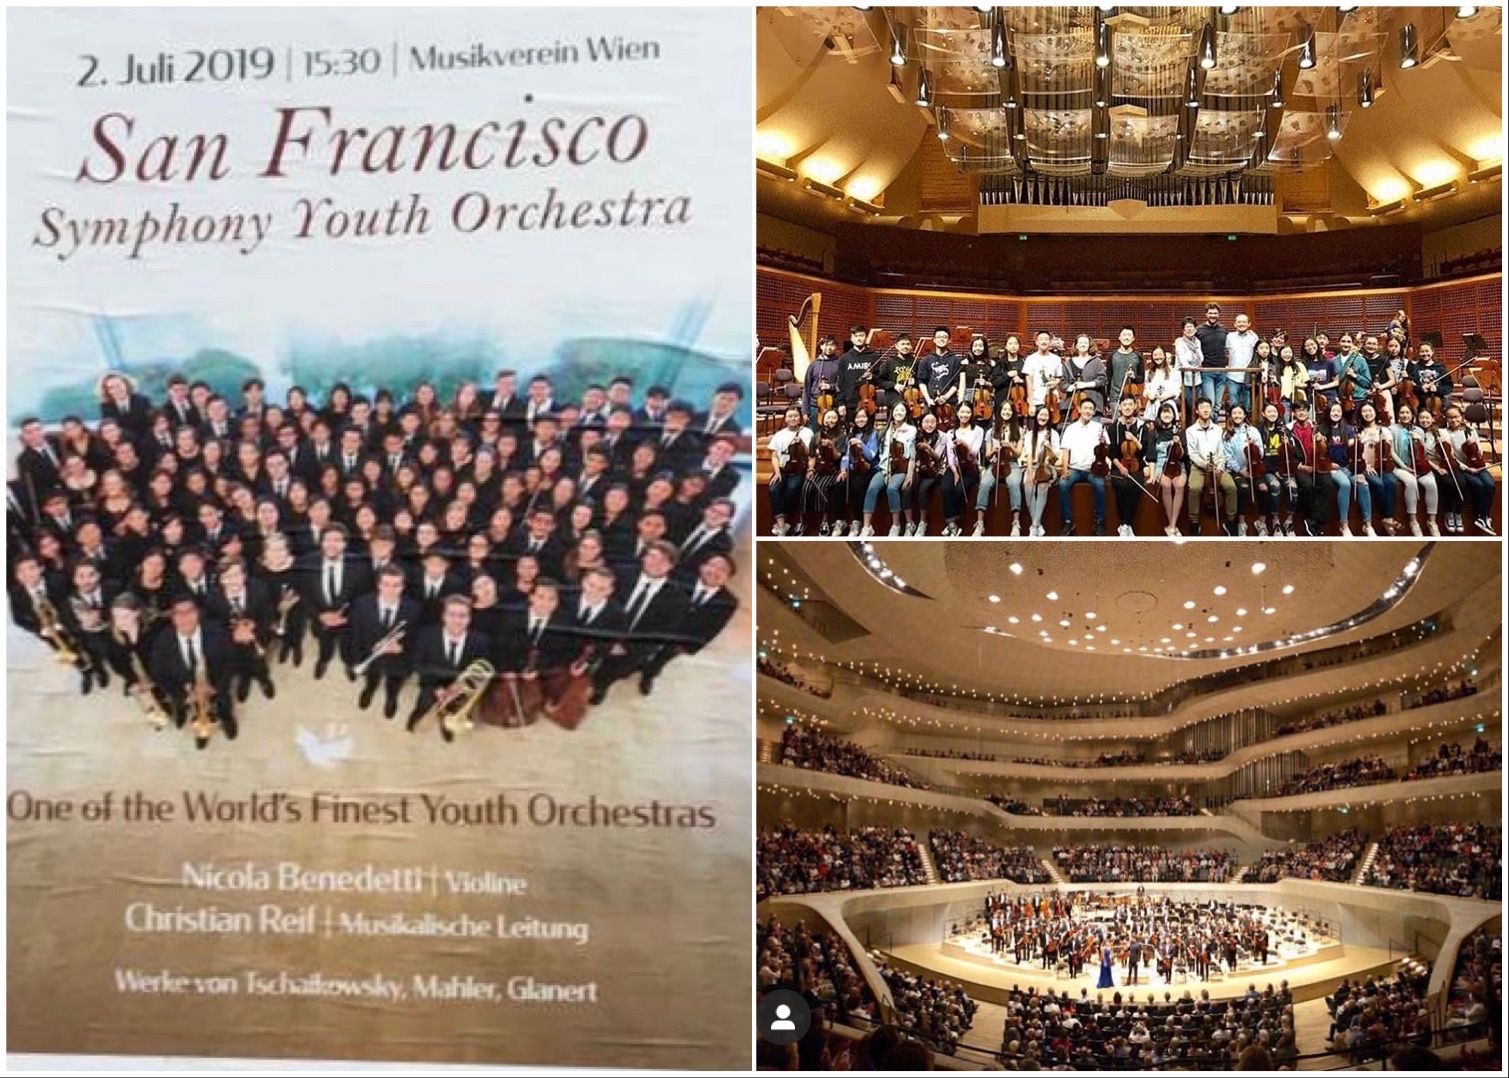 2. Juli 2019 | 15:30 | Musikverein Wien
San Francisco
Symphony Youth Orchestra
One of the World's Finest Youth Orchestras
Nicola Benedetti | Violine
Christian Reif | Musikalische Leitung
Werke von Tschaikowsky, Mahler, Glanert